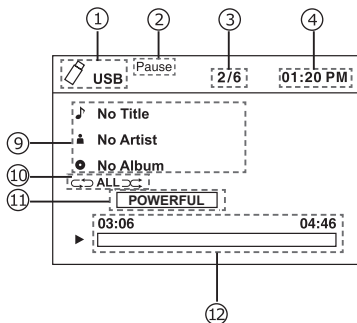 ① ② ③ ④
USB Pause 2/6 01:20 PM
No Title
⑨ No Artist
No Album
⑩ ALL
⑪ POWERFUL
03:06 04:46
⑫